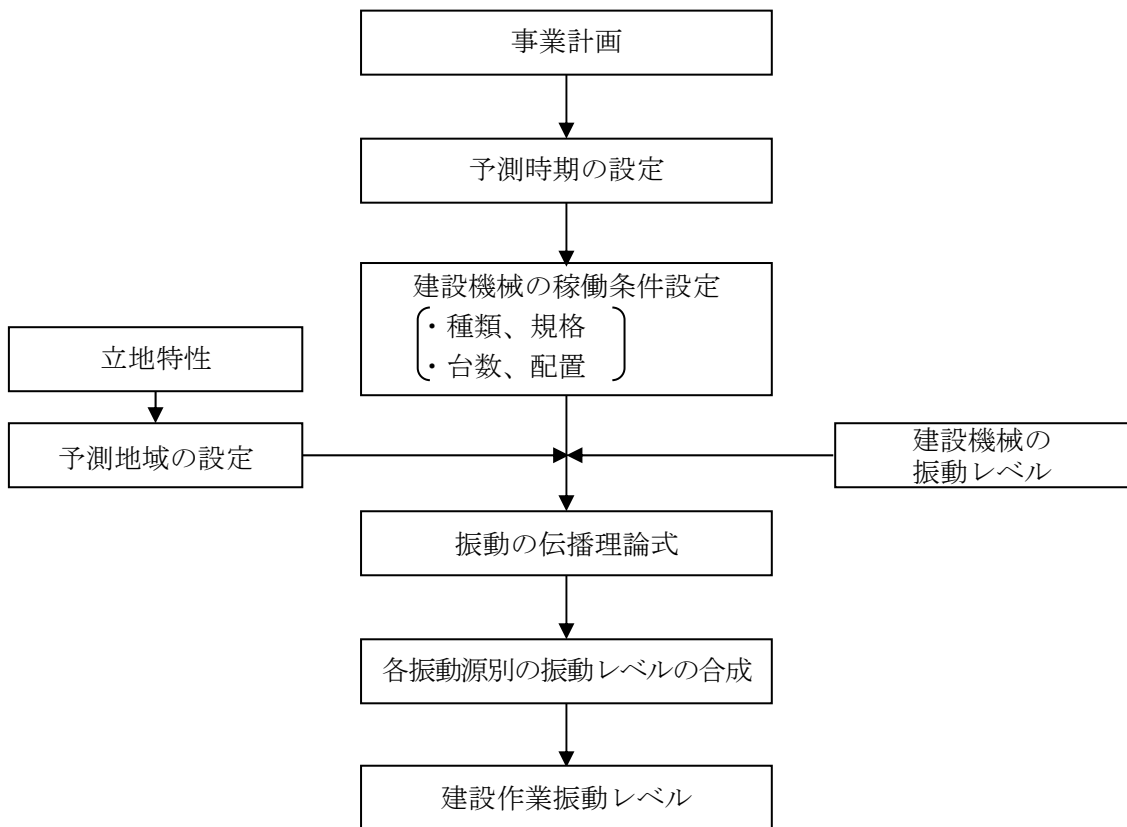 事業計画
予測時期の設定
建設機械の稼働条件設定
・種類、規格
・台数、配置
立地特性
予測地域の設定
建設機械の
振動レベル
振動の伝播理論式
各振動源別の振動レベルの合成
建設作業振動レベル